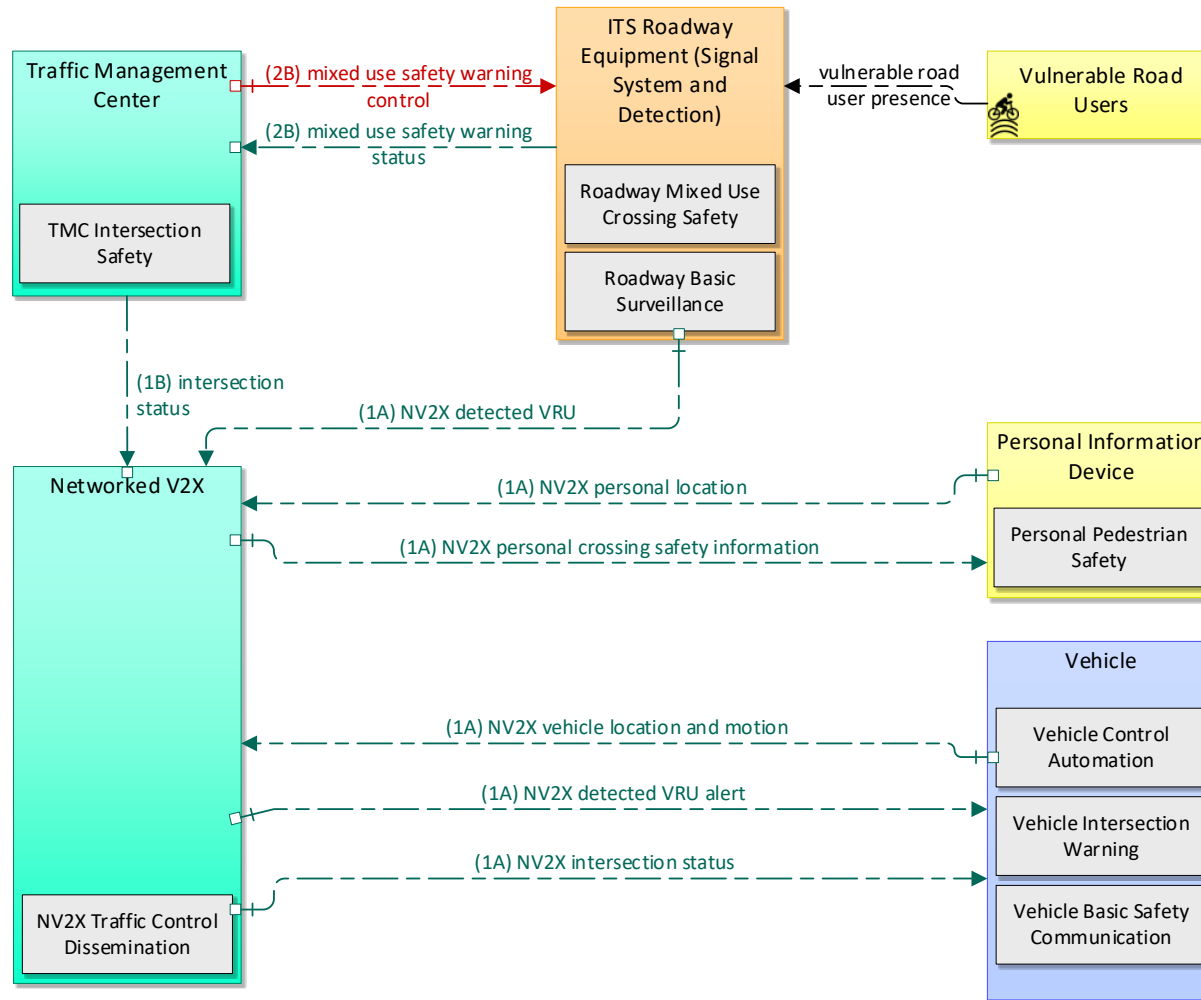 Traffic Management
Center
(2B) mixed use safety warning
control
(2B) mixed use safety warning
status
TMC Intersection
Safety
ITS Roadway
Equipment (Signal
System and
Detection)
Roadway Mixed Use
Crossing Safety
Roadway Basic
Surveillance
vulnerable road
user presence
Vulnerable Road
Users
(1B) intersection
status
(1A) NV2X detected VRU
Networked V2X
(1A) NV2X personal location
(1A) NV2X personal crossing safety information
Personal Information
Device
Personal Pedestrian
Safety
Vehicle
(1A) NV2X vehicle location and motion
Vehicle Control
Automation
(1A) NV2X detected VRU alert
Vehicle Intersection
Warning
(1A) NV2X intersection status
Vehicle Basic Safety
Communication
NV2X Traffic Control
Dissemination